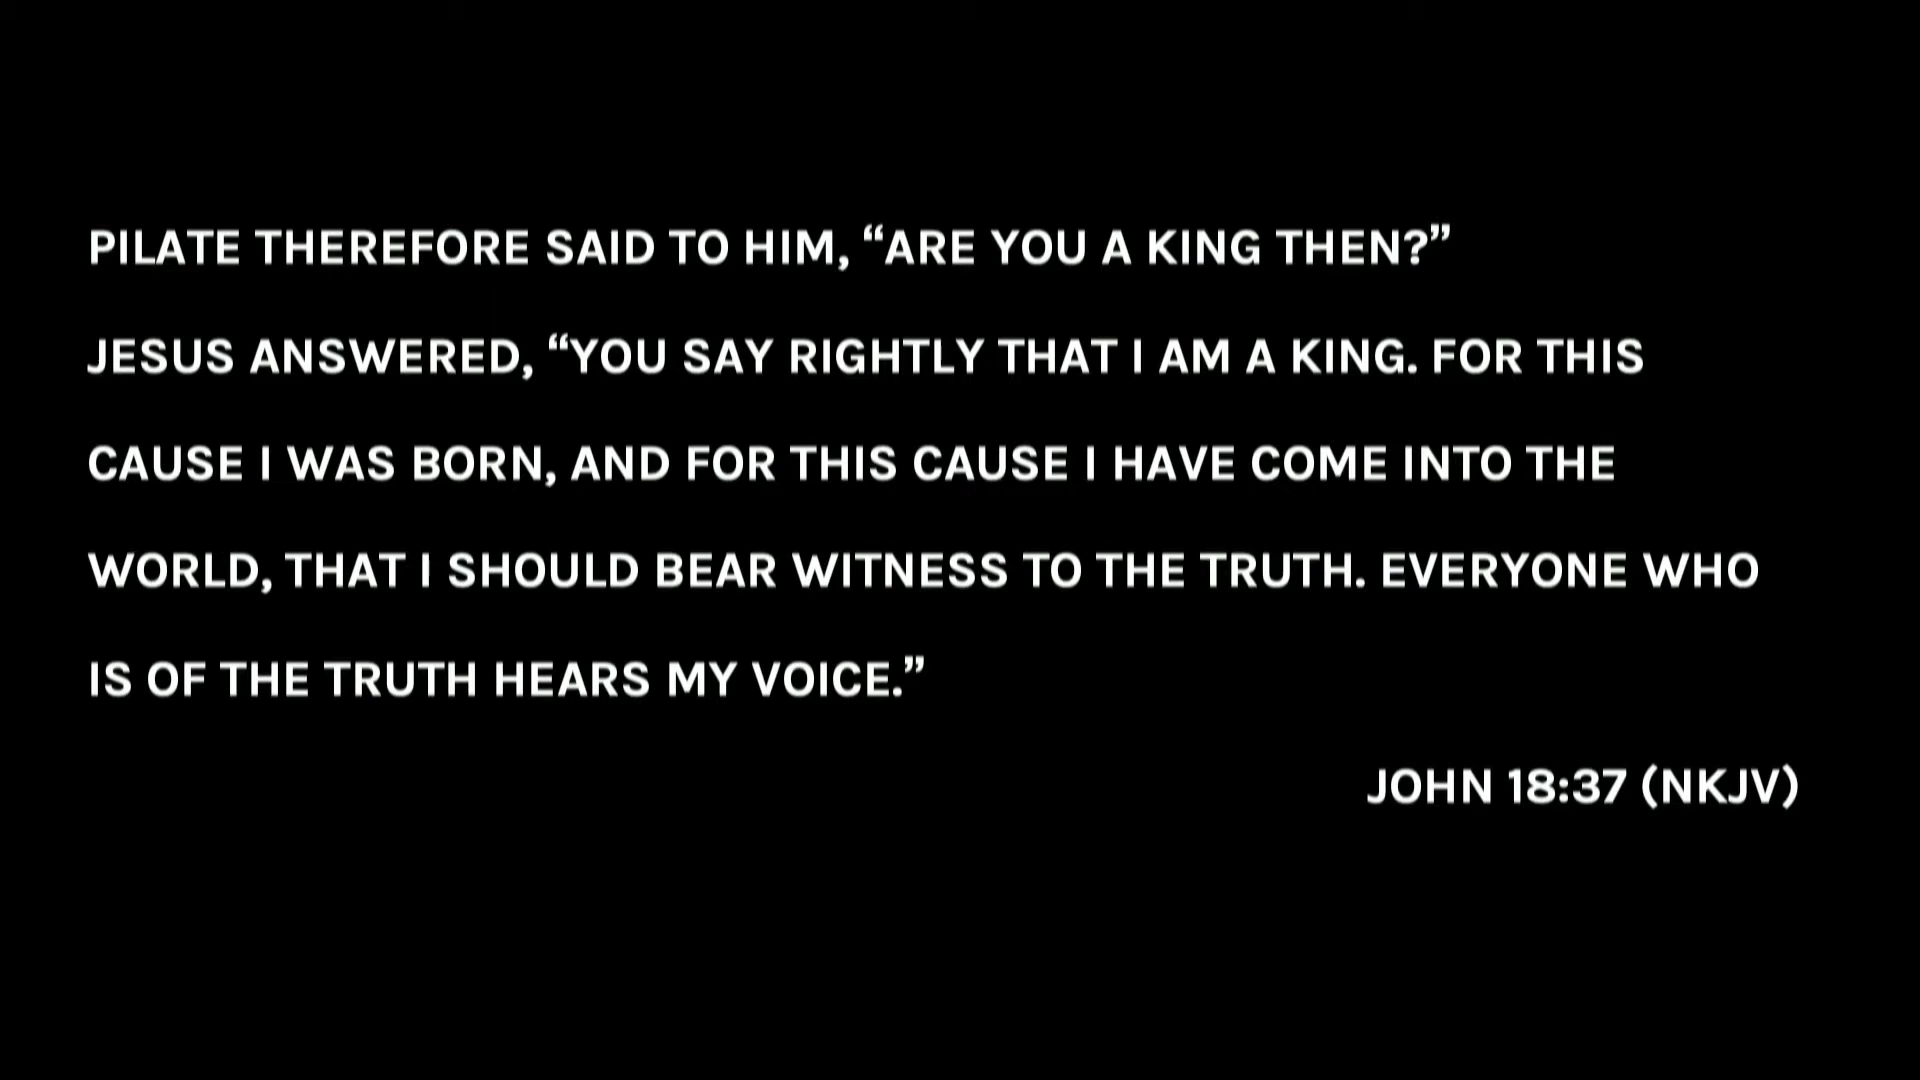 PILATE THEREFORE SAID TO HIM, “ARE YOU A KING THEN?”
JESUS ANSWERED, “YOU SAY RIGHTLY THAT I AM A KING. FOR THIS
CAUSE I WAS BORN, AND FOR THIS CAUSE I HAVE COME INTO THE
WORLD, THAT I SHOULD BEAR WITNESS TO THE TRUTH. EVERYONE WHO
IS OF THE TRUTH HEARS MY VOICE.”
JOHN 18:37 (NKJV)